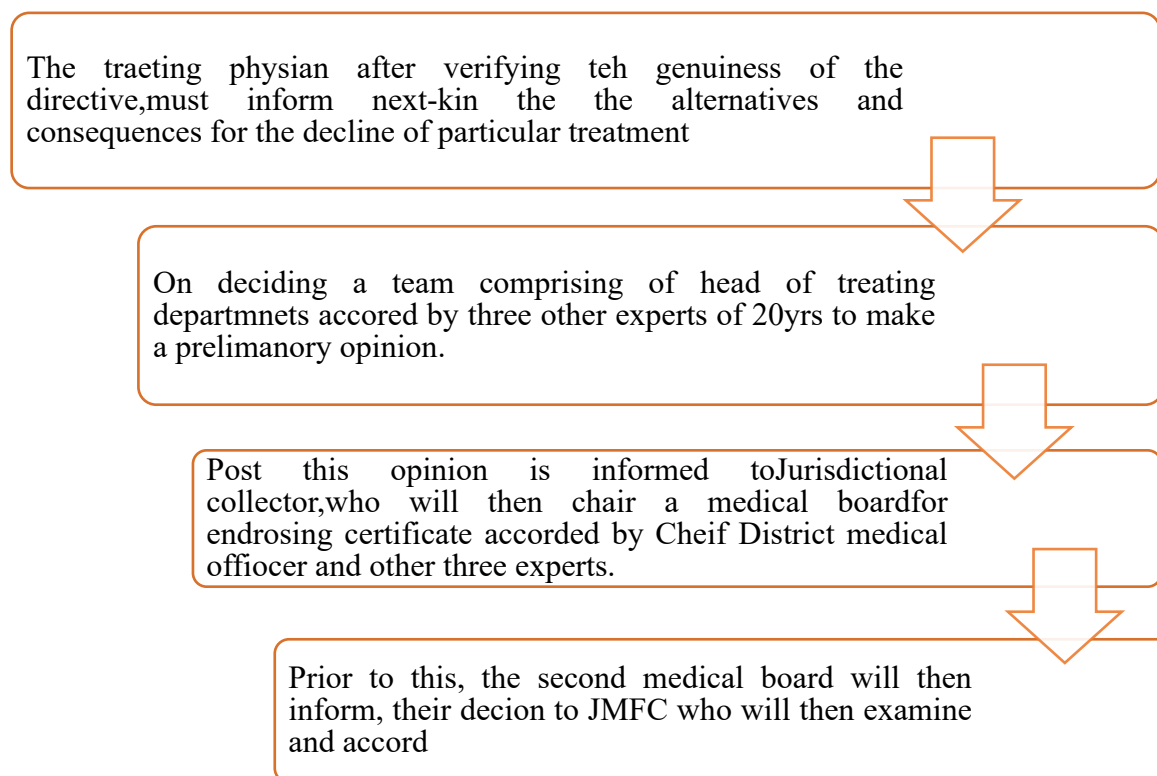 The traeting physian after verifying teh genuiness of the
directive,must inform next-kin the the alternatives and
consequences for the decline of particular treatment
On deciding a team comprising of head of treating
departmnets accored by three other experts of 20yrs to make
a prelimanory opinion.
Post this opinion is informed toJurisdictional
collector,who will then chair a medical boardfor
endrosing certificate accorded by Cheif District medical
offiocer and other three experts.
Prior to this, the second medical board will then
inform, their decion to JMFC who will then examine
and accord